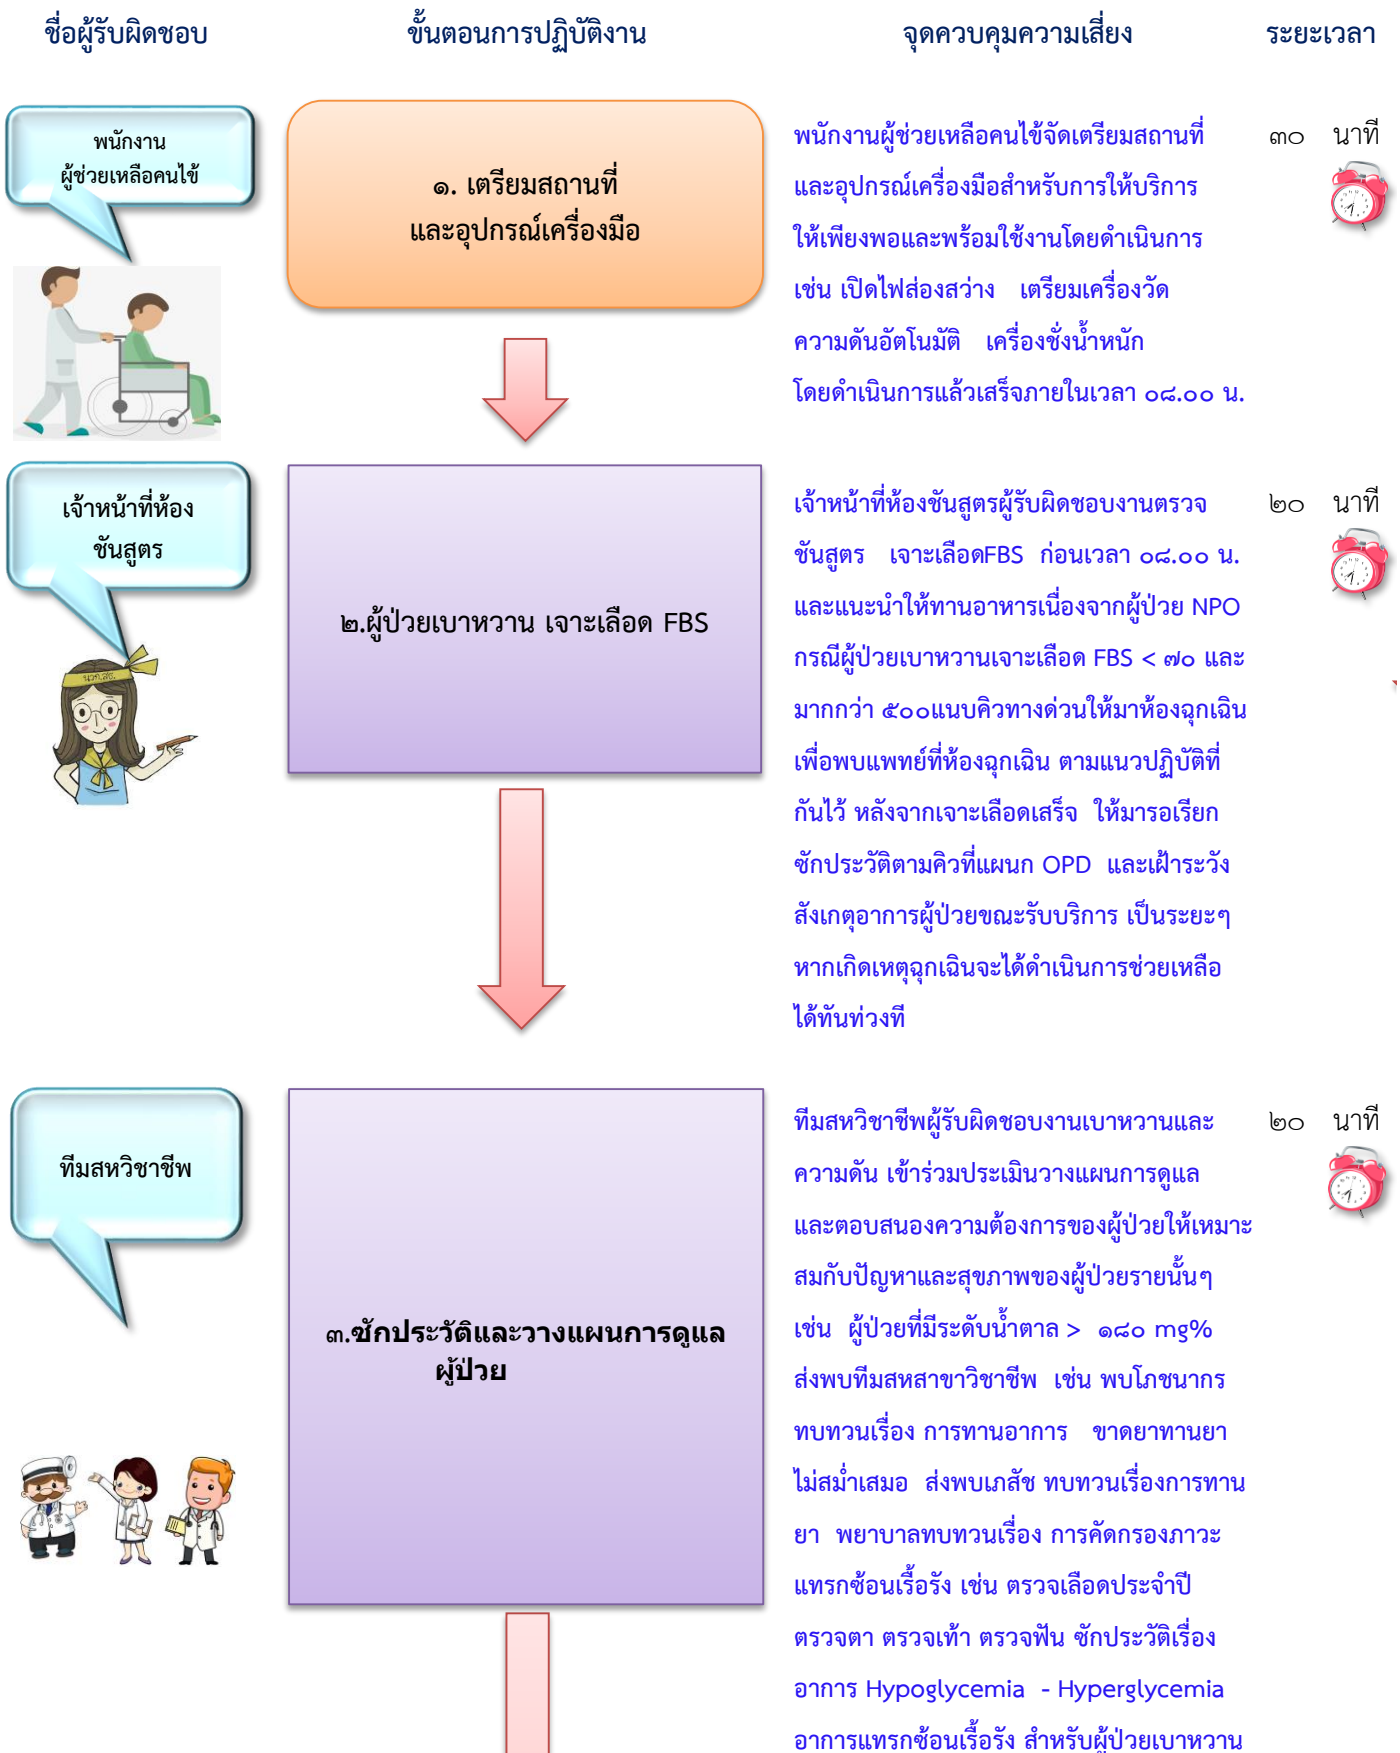 ชื่อผู้รับผิดชอบ
ขั้นตอนการปฏิบัติงาน
จุดควบคุมความเสี่ยง
ระยะเวลา
พนักงาน
ผู้ช่วยเหลือคนไข้
๑. เตรียมสถานที่
และอุปกรณ์เครื่องมือ
พนักงานผู้ช่วยเหลือคนไข้จัดเตรียมสถานที่
และอุปกรณ์เครื่องมือสำหรับการให้บริการ
ให้เพียงพอและพร้อมใช้งานโดยดำเนินการ
เช่น เปิดไฟส่องสว่าง เตรียมเครื่องวัด
ความดันอัตโนมัติ เครื่องชั่งน้ำหนัก
โดยดำเนินการแล้วเสร็จภายในเวลา ๐๘.๐๐ น.
๓๐ นาที
เจ้าหน้าที่ห้อง
ชันสูตร
นวก.สธ.
๒.ผู้ป่วยเบาหวาน เจาะเลือด FBS
เจ้าหน้าที่ห้องชันสูตรผู้รับผิดชอบงานตรวจ
ชันสูตร เจาะเลือดFBS ก่อนเวลา ๐๘.๐๐ น.
และแนะนำให้ทานอาหารเนื่องจากผู้ป่วย NPO
กรณีผู้ป่วยเบาหวานเจาะเลือด FBS < ๗๐ และ
มากกว่า ๕๐๐แนบคิวทางด่วนให้มาห้องฉุกเฉิน
เพื่อพบแพทย์ที่ห้องฉุกเฉิน ตามแนวปฏิบัติที่
กันไว้ หลังจากเจาะเลือดเสร็จ ให้มารอเรียก
ซักประวัติตามคิวที่แผนก OPD และเฝ้าระวัง
สังเกตุอาการผู้ป่วยขณะรับบริการ เป็นระยะๆ
หากเกิดเหตุฉุกเฉินจะได้ดำเนินการช่วยเหลือ
ได้ทันท่วงที
๒๐ นาที
ทีมสหวิชาชีพ
๓.ซักประวัติและวางแผนการดูแล
ผู้ป่วย
ทีมสหวิชาชีพผู้รับผิดชอบงานเบาหวานและ
ความดัน เข้าร่วมประเมินวางแผนการดูแล
และตอบสนองความต้องการของผู้ป่วยให้เหมาะ
สมกับปัญหาและสุขภาพของผู้ป่วยรายนั้นๆ
เช่น ผู้ป่วยที่มีระดับน้ำตาล > ๑๘๐ mg%
ส่งพบทีมสหสาขาวิชาชีพ เช่น พบโภชนากร
ทบทวนเรื่อง การทานอาการ ขาดยาทานยา
ไม่สม่ำเสมอ ส่งพบเภสัช ทบทวนเรื่องการทาน
ยา พยาบาลทบทวนเรื่อง การคัดกรองภาวะ
แทรกซ้อนเรื้อรัง เช่น ตรวจเลือดประจำปี
ตรวจตา ตรวจเท้า ตรวจฟัน ซักประวัติเรื่อง
อาการ Hypoglycemia - Hyperglycemia
อาการแทรกซ้อนเรื้อรัง สำหรับผู้ป่วยเบาหวาน
๒๐ นาที